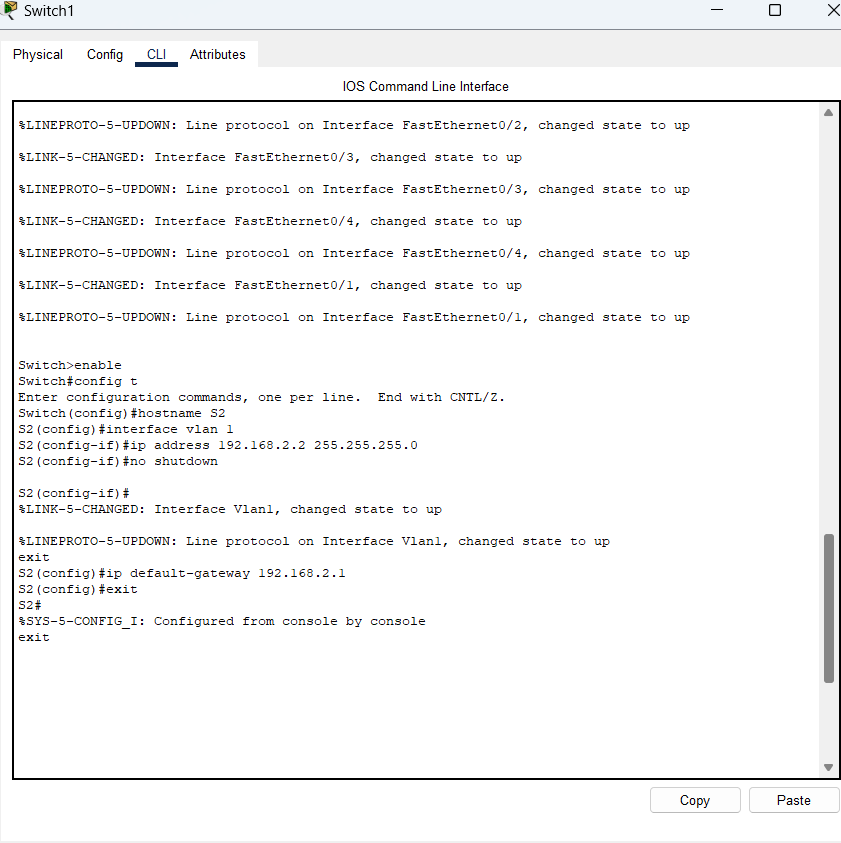 Switch1
Physical Config CLI Attributes
IOS Command Line Interface
%LINEPROTO-5-UPDOWN: Line protocol on Interface FastEthernet0/2, changed state to up
%LINK-5-CHANGED: Interface FastEthernet0/3, changed state to up
%LINEPROTO-5-UPDOWN: Line protocol on Interface FastEthernet0/3, changed state to up
%LINK-5-CHANGED: Interface FastEthernet0/4, changed state to up
%LINEPROTO-5-UPDOWN: Line protocol on Interface FastEthernet0/4, changed state to up
%LINK-5-CHANGED: Interface FastEthernet0/1, changed state to up
%LINEPROTO-5-UPDOWN: Line protocol on Interface FastEthernet0/1, changed state to up
Switch>enable
Switch#config t
Enter configuration commands, one per line.  End with CNTL/Z.
Switch(config)#hostname S2
S2(config)#interface vlan 1
S2(config-if)#ip address 192.168.2.2 255.255.255.0
S2(config-if)#no shutdown
S2(config-if)#
%LINK-5-CHANGED: Interface Vlan1, changed state to up
%LINEPROTO-5-UPDOWN: Line protocol on Interface Vlan1, changed state to up
exit
S2(config)#ip default-gateway 192.168.2.1
S2(config)#exit
S2#
%SYS-5-CONFIG_I: Configured from console by console
exit
Copy Paste